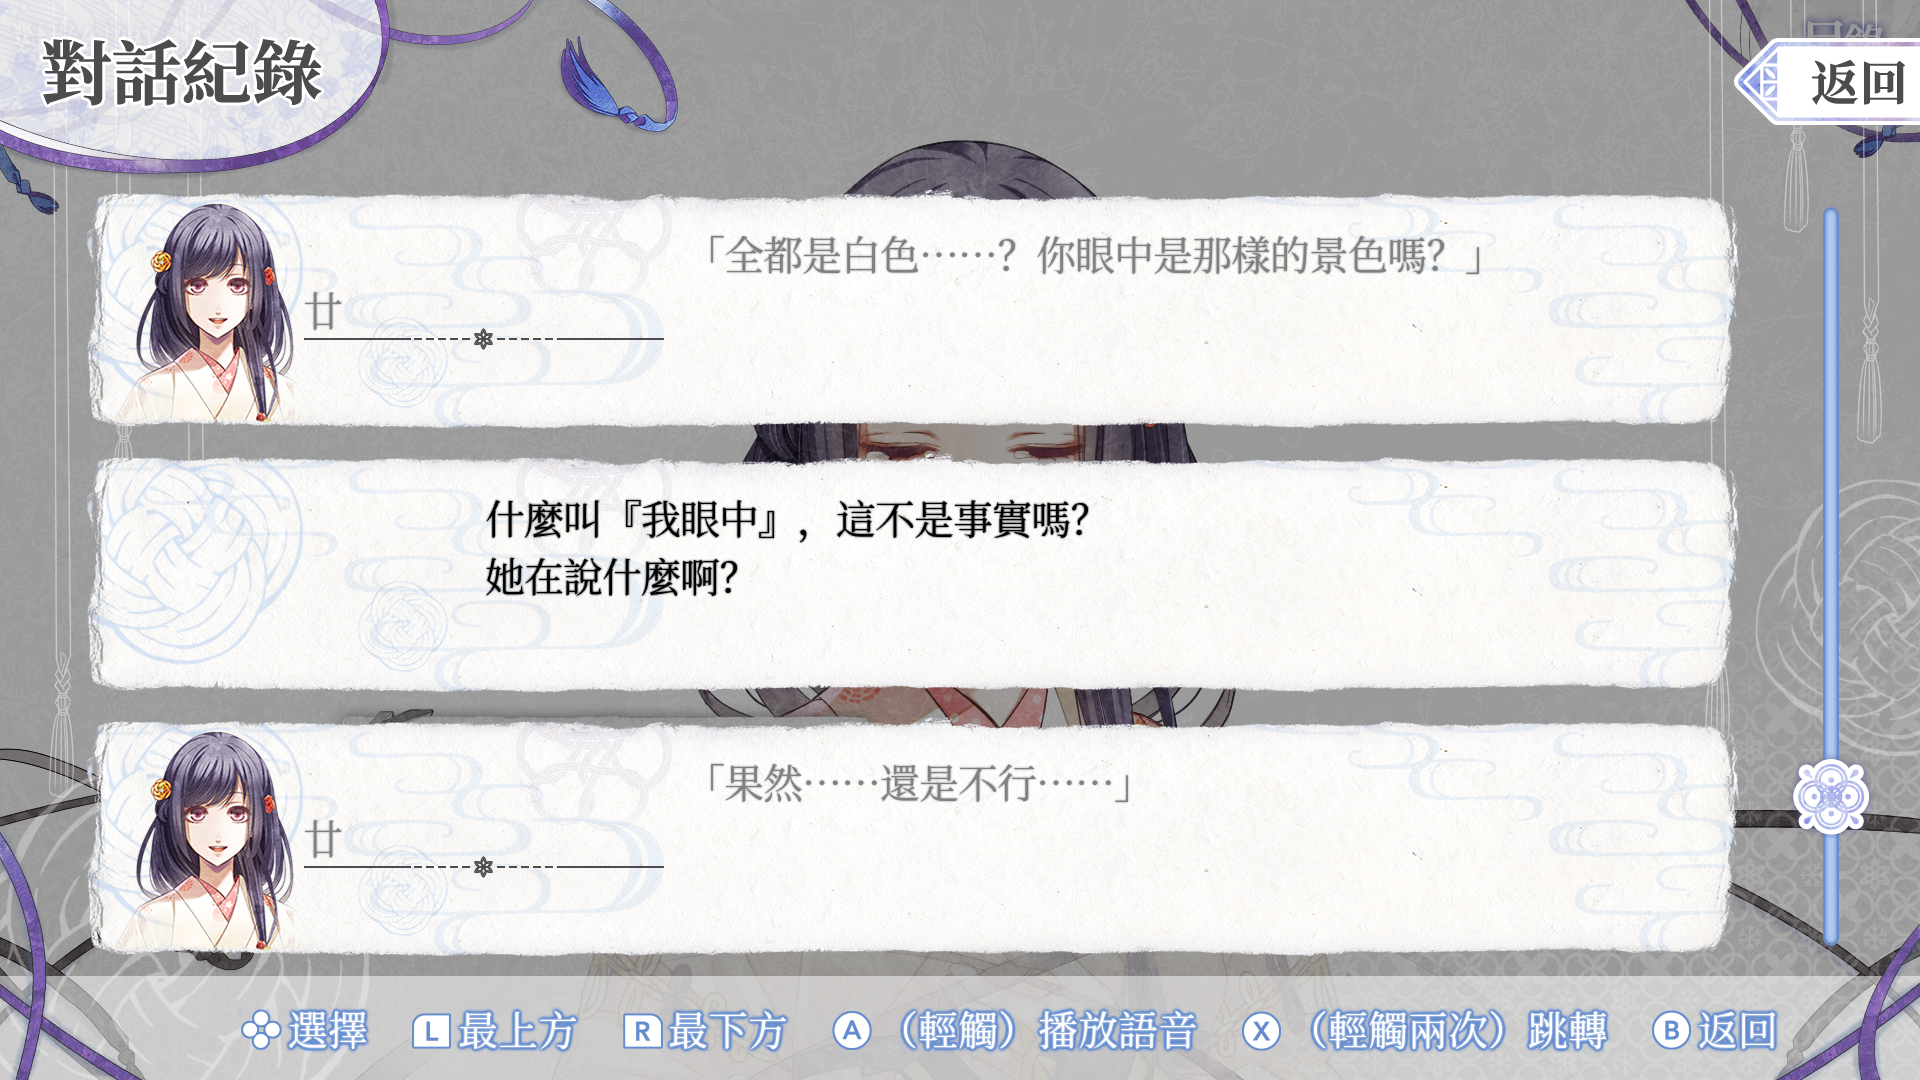 對話紀錄
返回
「全都是白色……？你眼中是那樣的景色嗎？」
廿
什麼叫『我眼中』，這不是事實嗎？
她在說什麼啊？
「果然……還是不行……」
廿
選擇 L 最上方 R 最下方 A （輕觸）播放語音 X （輕觸兩次）跳轉 B 返回